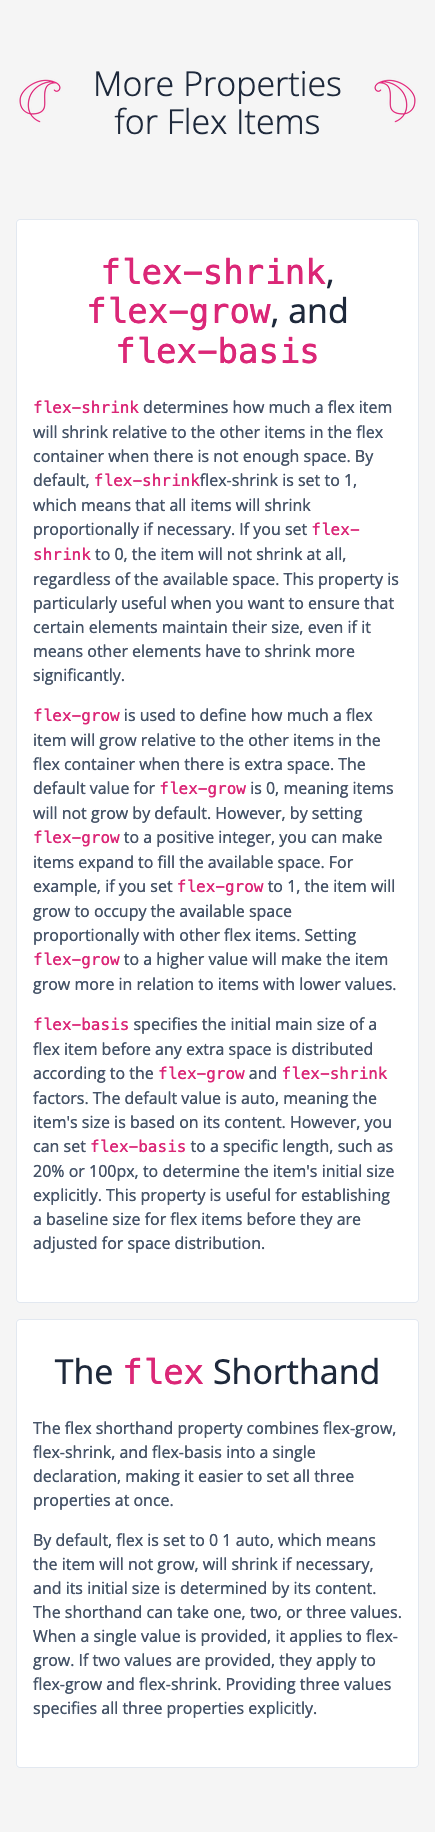 More Properties
for Flex Items
flex-shrink,
flex-grow, and
flex-basis
flex-shrink determines how much a flex item
will shrink relative to the other items in the flex
container when there is not enough space. By
default, flex-shrinkflex-shrink is set to 1,
which means that all items will shrink
proportionally if necessary. If you set flex-
shrink to 0, the item will not shrink at all,
regardless of the available space. This property is
particularly useful when you want to ensure that
certain elements maintain their size, even if it
means other elements have to shrink more
significantly.
flex-grow is used to define how much a flex
item will grow relative to the other items in the
flex container when there is extra space. The
default value for flex-grow is 0, meaning items
will not grow by default. However, by setting
flex-grow to a positive integer, you can make
items expand to fill the available space. For
example, if you set flex-grow to 1, the item will
grow to occupy the available space
proportionally with other flex items. Setting
flex-grow to a higher value will make the item
grow more in relation to items with lower values.
flex-basis specifies the initial main size of a
flex item before any extra space is distributed
according to the flex-grow and flex-shrink
factors. The default value is auto, meaning the
item's size is based on its content. However, you
can set flex-basis to a specific length, such as
20% or 100px, to determine the item's initial size
explicitly. This property is useful for establishing
a baseline size for flex items before they are
adjusted for space distribution.
The flex Shorthand
The flex shorthand property combines flex-grow,
flex-shrink, and flex-basis into a single
declaration, making it easier to set all three
properties at once.
By default, flex is set to 0 1 auto, which means
the item will not grow, will shrink if necessary,
and its initial size is determined by its content.
The shorthand can take one, two, or three values.
When a single value is provided, it applies to flex-
grow. If two values are provided, they apply to
flex-grow and flex-shrink. Providing three values
specifies all three properties explicitly.